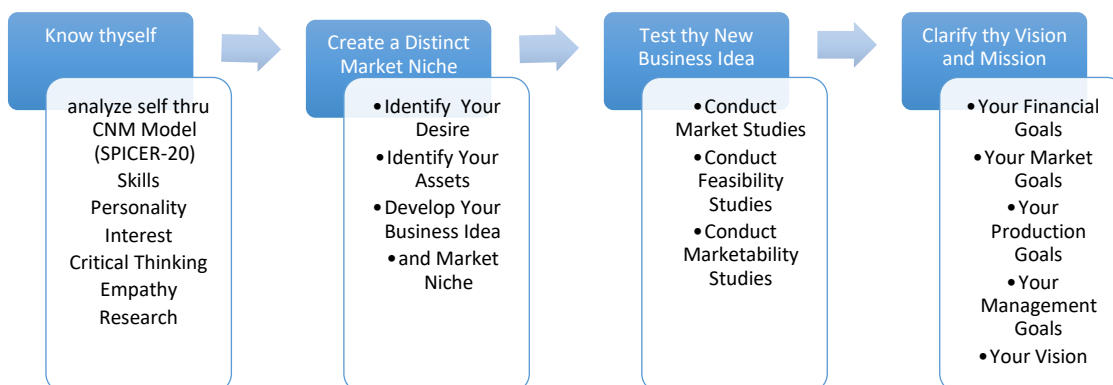 Know thyself
analyze self thru
CNM Model
(SPICER-20)
Skills
Personality
Interest
Critical Thinking
Empathy
Research
Create a Distinct
Market Niche
•Identify Your
Desire
•Identify Your
Assets
•Develop Your
Business Idea
•and Market
Niche
Test thy New
Business Idea
•Conduct
Market Studies
•Conduct
Feasibility
Studies
•Conduct
Marketability
Studies
Clarify thy Vision
and Mission
•Your Financial
Goals
•Your Market
Goals
•Your
Production
Goals
•Your
Management
Goals
•Your Vision